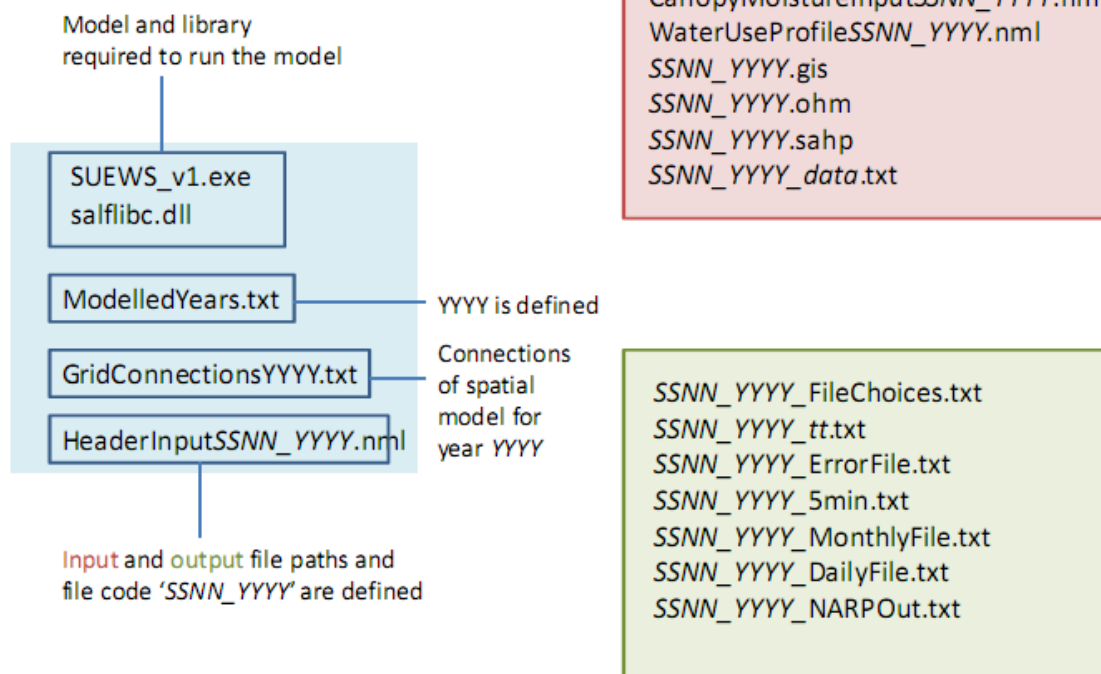 Model and library
required to run the model
SUEWS_v1.exe
salflibc.dll
ModelledYears.txt
YYYY is defined
GridConnectionsYYYY.txt
Connections
of spatial
model for
year YYYY
HeaderInputSSNN_YYYY.nml
Input and output file paths and
file code ‘SSNN_YYYY’ are defined
CanopyMoistureInputSSNN_YYYY.nm
WaterUseProfileSSNN_YYYY.nml
SSNN_YYYY.gis
SSNN_YYYY.ohm
SSNN_YYYY.sahp
SSNN_YYYY_data.txt
SSNN_YYYY_FileChoices.txt
SSNN_YYYY_tt.txt
SSNN_YYYY_ErrorFile.txt
SSNN_YYYY_5min.txt
SSNN_YYYY_MonthlyFile.txt
SSNN_YYYY_DailyFile.txt
SSNN_YYYY_NARPOut.txt